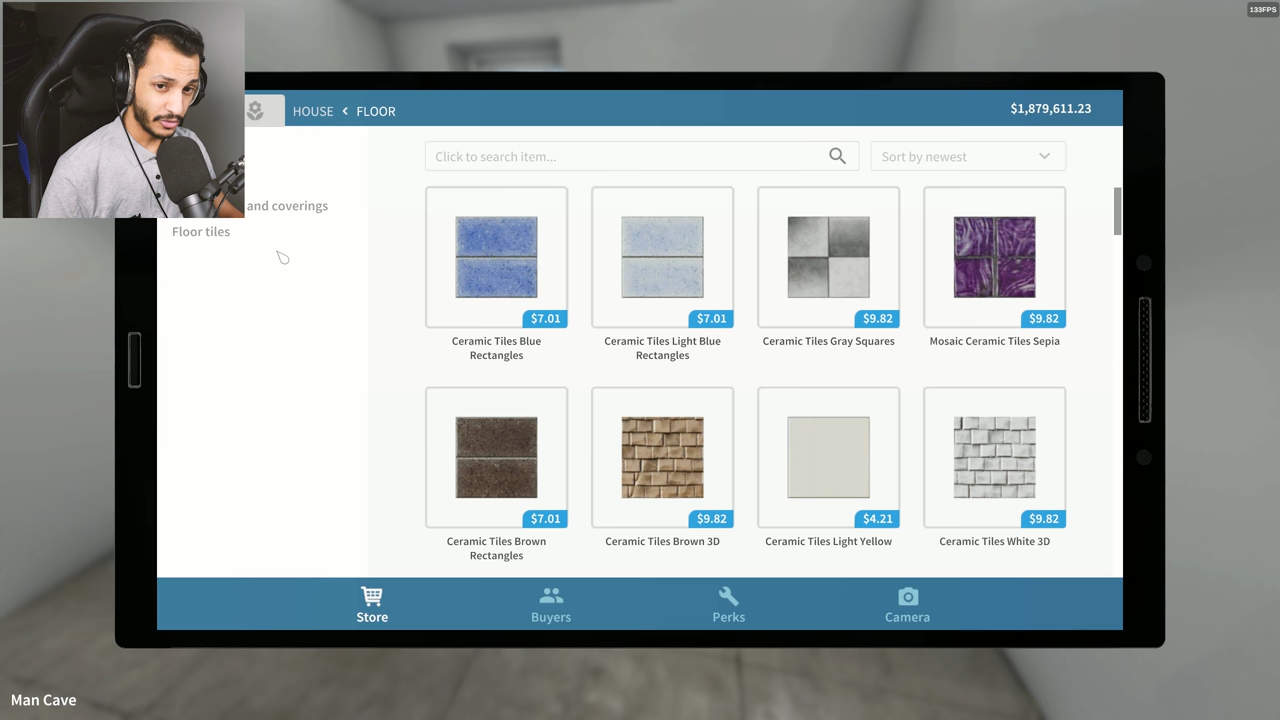 133FPS
HOUSE < FLOOR
$1,879,611.23
Click to search item...
Sort by newest
and coverings
Floor tiles
$7.01
$7.01
$9.82
$9.82
Ceramic Tiles Blue
Rectangles
Ceramic Tiles Light Blue
Rectangles
Ceramic Tiles Gray Squares
Mosaic Ceramic Tiles Sepia
$7.01
$9.82
$4.21
$9.82
Ceramic Tiles Brown
Rectangles
Ceramic Tiles Brown 3D
Ceramic Tiles Light Yellow
Ceramic Tiles White 3D
Store
Buyers
Perks
Camera
Man Cave